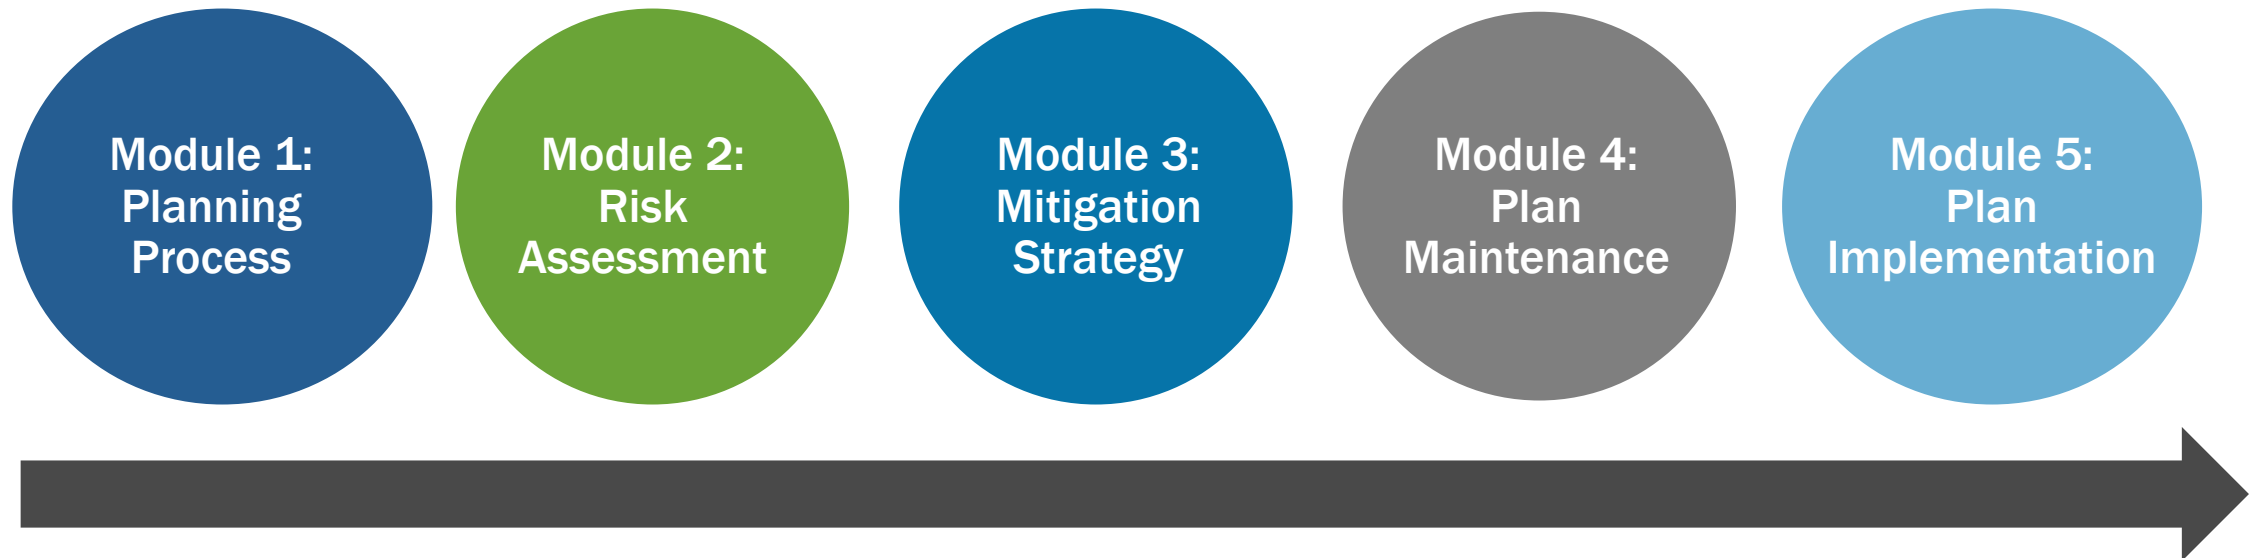 Module 1:
Planning
Process
Module 2:
Risk
Assessment
Module 3:
Mitigation
Strategy
Module 4:
Plan
Maintenance
Module 5:
Plan
Implementation